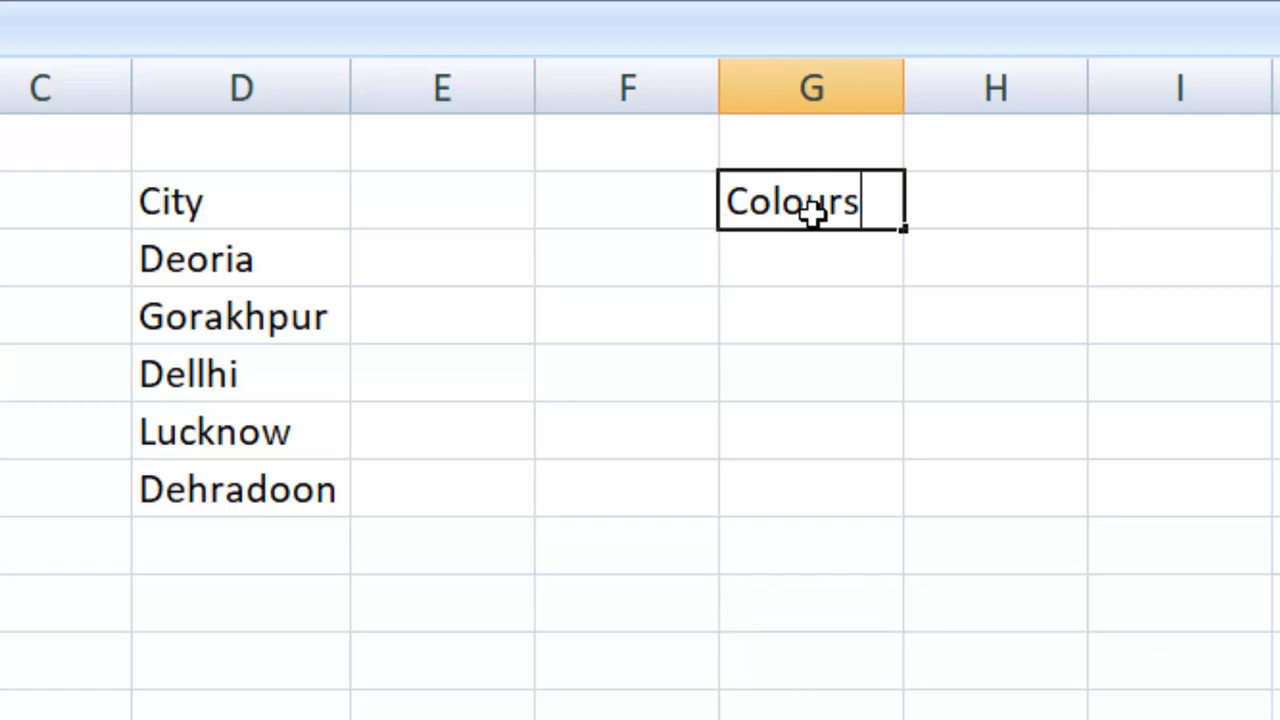 C D E F G H I
City Colours
Deoria
Gorakhpur
Dellhi
Lucknow
Dehradoon